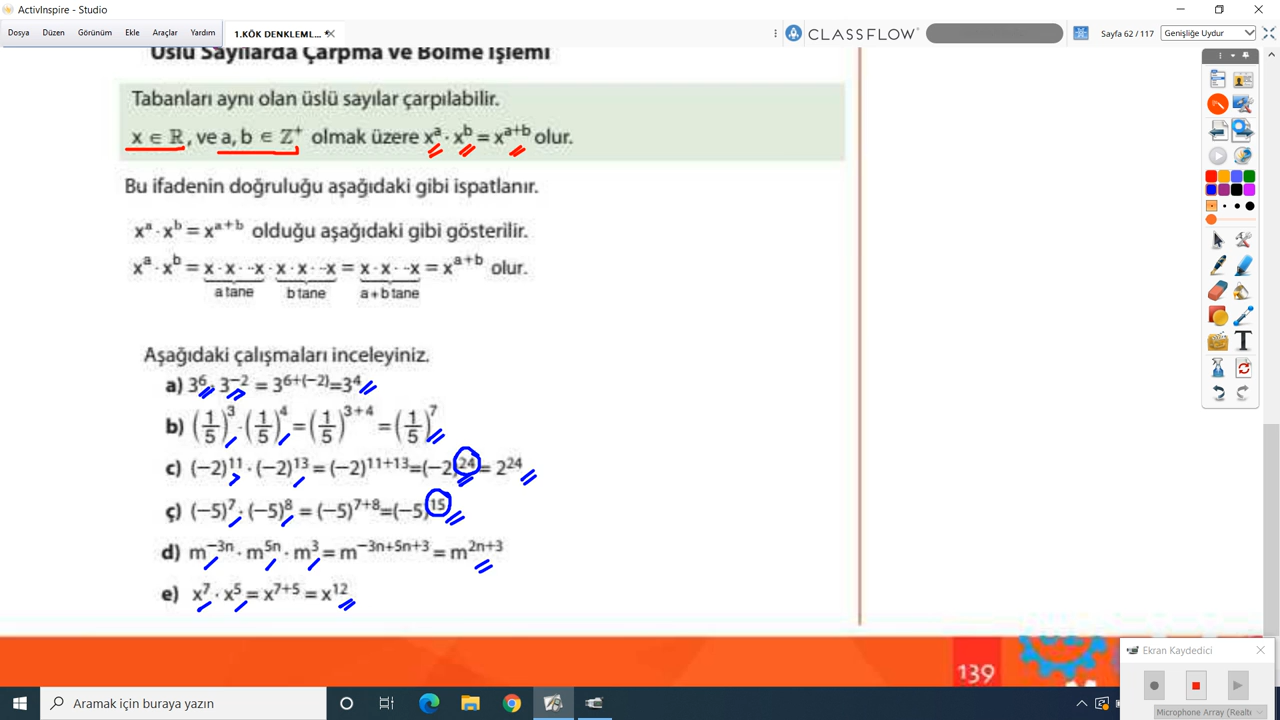 ActivInspire - Studio
Dosya Düzen Görünüm Ekle Araçlar Yardım
1.KÖK DENKLEML...
CLASSFLOW
Sayfa 62 / 117
Genişliğe Uydur
Üslü Sayılarda Çarpma ve Bölme İşlemi
Tabanları aynı olan üslü sayılar çarpılabilir.
x ∈ ℝ, ve a, b ∈ ℤ⁺ olmak üzere xᵃ · xᵇ = xᵃ⁺ᵇ olur.
Bu ifadenin doğruluğu aşağıdaki gibi ispatlanır.
xᵃ · xᵇ = xᵃ⁺ᵇ olduğu aşağıdaki gibi gösterilir.
xᵃ · xᵇ = x · x · ·· x · x · x · ·· x = x · x · ·· x = xᵃ⁺ᵇ olur.
a tane b tane a + b tane
Aşağıdaki çalışmaları inceleyiniz.
a) 3⁶ · 3⁻² = 3⁶⁺⁽⁻²⁾=3⁴
b) (1/5)³ · (1/5)⁴ = (1/5)³⁺⁴ = (1/5)⁷
c) (−2)¹¹ · (−2)¹³ = (−2)¹¹⁺¹³=(−2)²⁴= 2²⁴
ç) (−5)⁷ · (−5)⁸ = (−5)⁷⁺⁸=(−5)¹⁵
d) m⁻³ⁿ · m⁵ⁿ · m³ = m⁻³ⁿ⁺⁵ⁿ⁺³ = m²ⁿ⁺³
e) x⁷ · x⁵ = x⁷⁺⁵ = x¹²
139
Ekran Kaydedici
Microphone Array (Realt
Aramak için buraya yazın